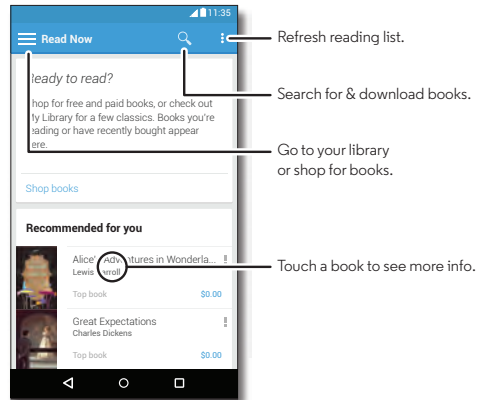 11:35
Read Now
Refresh reading list.
Ready to read?
Shop for free and paid books, or check out
My Library for a few classics. Books you're
reading or have recently bought appear
here.
Search for & download books.
Go to your library
or shop for books.
Shop books
Recommended for you
Alice's Adventures in Wonderla...
Lewis Carroll
Top book $0.00
Touch a book to see more info.
Great Expectations
Charles Dickens
Top book $0.00